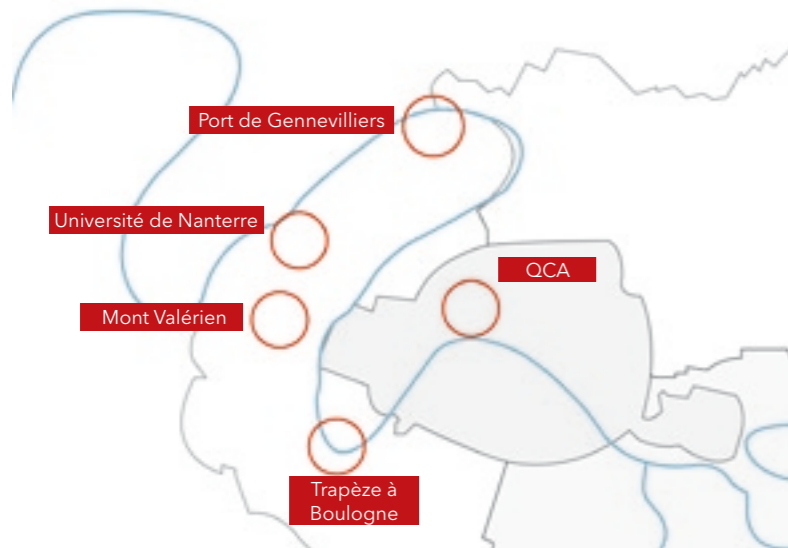 Port de Gennevilliers
Université de Nanterre
QCA
Mont Valérien
Trapèze à
Boulogne